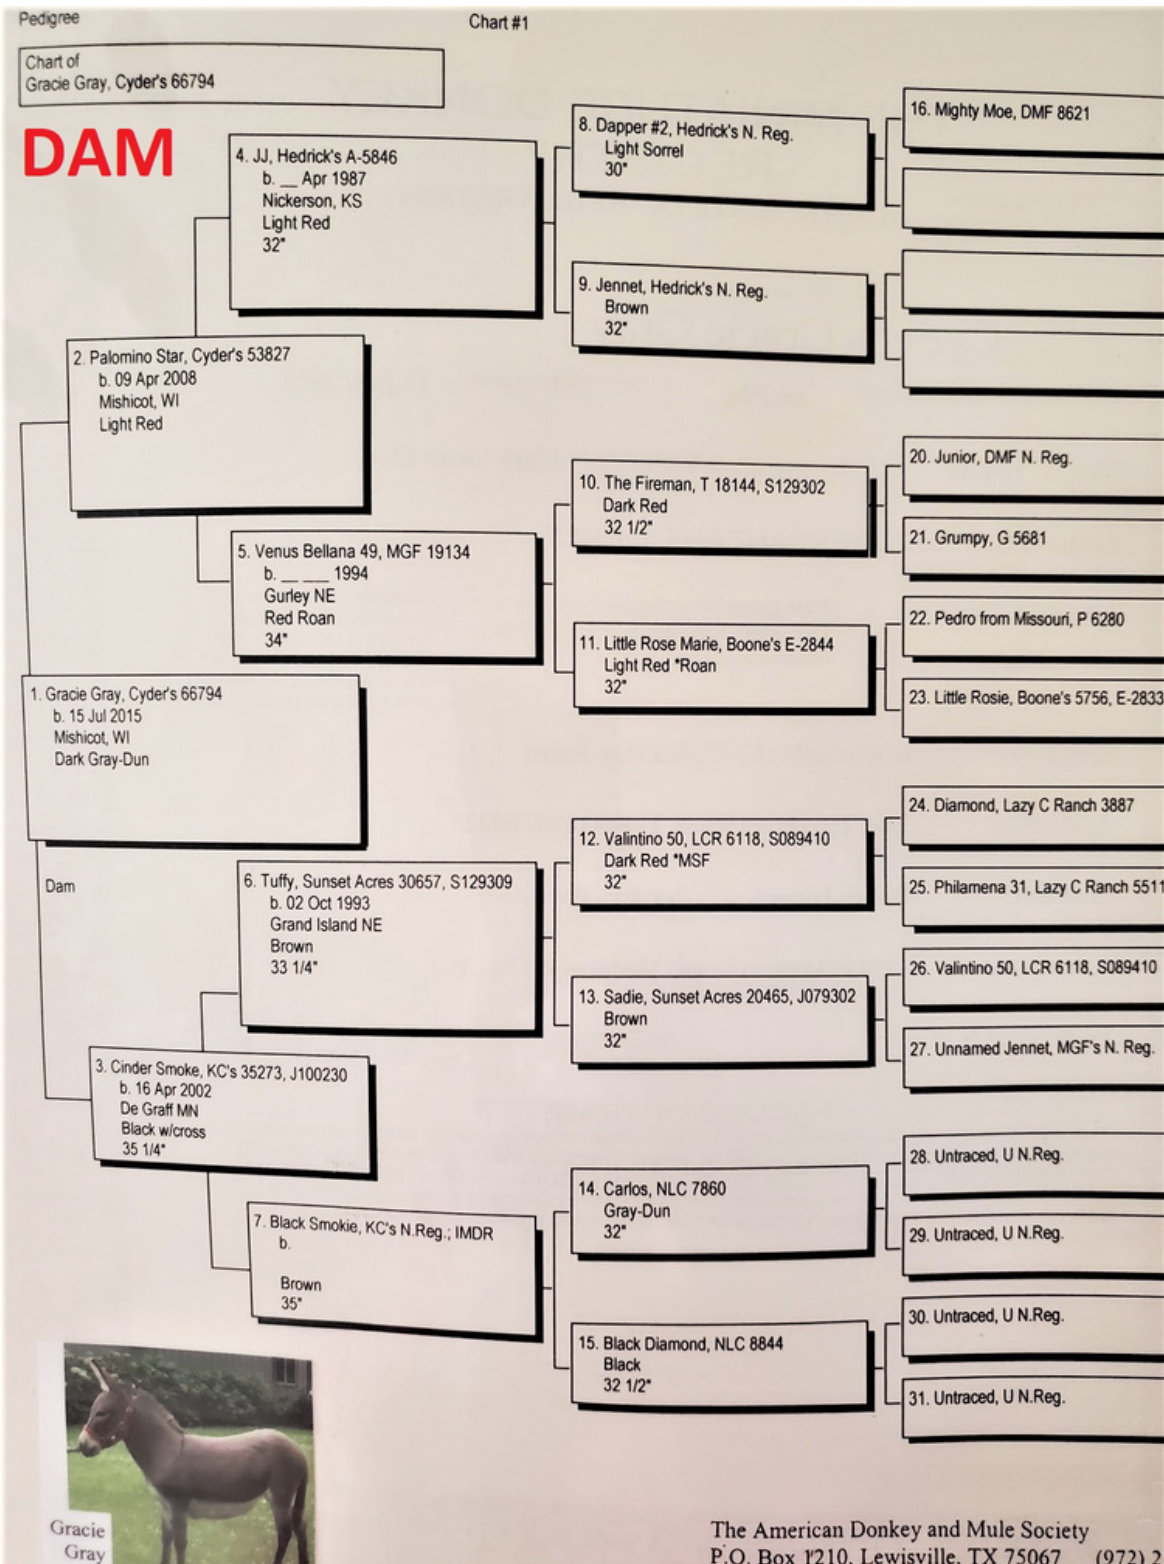 Pedigree
Chart #1
Chart of
Gracie Gray, Cyder's 66794
DAM
1. Gracie Gray, Cyder's 66794
b. 15 Jul 2015
Mishicot, WI
Dark Gray-Dun
Dam
2. Palomino Star, Cyder's 53827
b. 09 Apr 2008
Mishicot, WI
Light Red
3. Cinder Smoke, KC's 35273, J100230
b. 16 Apr 2002
De Graff MN
Black w/cross
35 1/4"
4. JJ, Hedrick's A-5846
b. __ Apr 1987
Nickerson, KS
Light Red
32"
5. Venus Bellana 49, MGF 19134
b. __ ___ 1994
Gurley NE
Red Roan
34"
6. Tuffy, Sunset Acres 30657, S129309
b. 02 Oct 1993
Grand Island NE
Brown
33 1/4"
7. Black Smokie, KC's N.Reg.; IMDR
b.
Brown
35"
8. Dapper #2, Hedrick's N. Reg.
Light Sorrel
30"
9. Jennet, Hedrick's N. Reg.
Brown
32"
10. The Fireman, T 18144, S129302
Dark Red
32 1/2"
11. Little Rose Marie, Boone's E-2844
Light Red *Roan
32"
12. Valintino 50, LCR 6118, S089410
Dark Red *MSF
32"
13. Sadie, Sunset Acres 20465, J079302
Brown
32"
14. Carlos, NLC 7860
Gray-Dun
32"
15. Black Diamond, NLC 8844
Black
32 1/2"
16. Mighty Moe, DMF 8621
20. Junior, DMF N. Reg.
21. Grumpy, G 5681
22. Pedro from Missouri, P 6280
23. Little Rosie, Boone's 5756, E-2833
24. Diamond, Lazy C Ranch 3887
25. Philamena 31, Lazy C Ranch 5511
26. Valintino 50, LCR 6118, S089410
27. Unnamed Jennet, MGF's N. Reg.
28. Untraced, U N.Reg.
29. Untraced, U N.Reg.
30. Untraced, U N.Reg.
31. Untraced, U N.Reg.
Gracie
Gray
The American Donkey and Mule Society
P.O. Box 1210, Lewisville, TX 75067 (972) 2